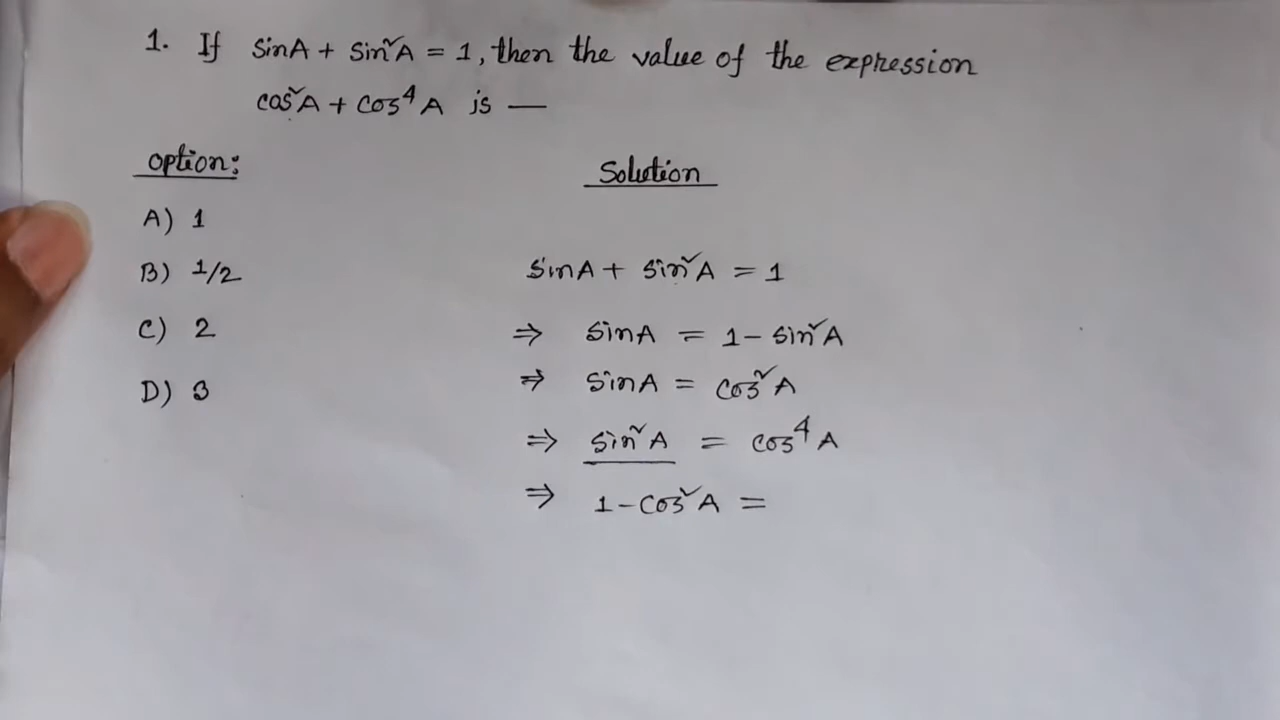 1. If sinA + sin²A = 1, then the value of the expression
cos²A + cos⁴A is —
option:
Solution
A) 1
B) 1/2
C) 2
D) 3
sinA + sin²A = 1
⇒ sinA = 1 - sin²A
⇒ sinA = cos²A
⇒ sin²A = cos⁴A
⇒ 1 - cos²A =